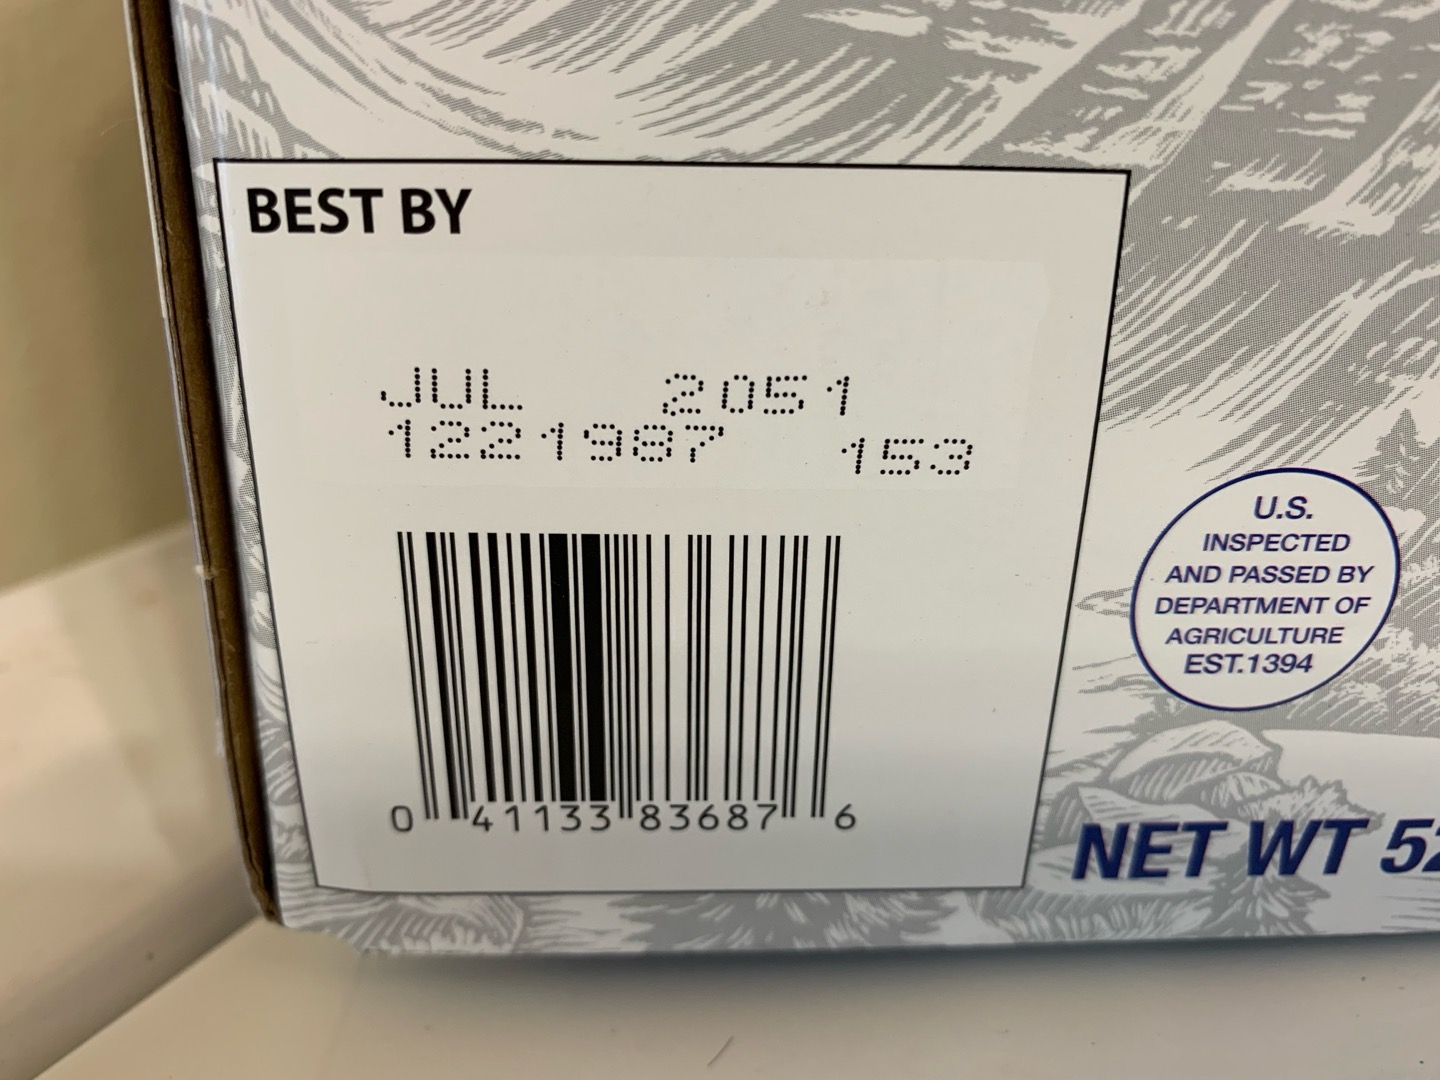 BEST BY
JUL 2051
1221987 153
0 41133 83687 6
U.S.
INSPECTED
AND PASSED BY
DEPARTMENT OF
AGRICULTURE
EST.1394
NET WT